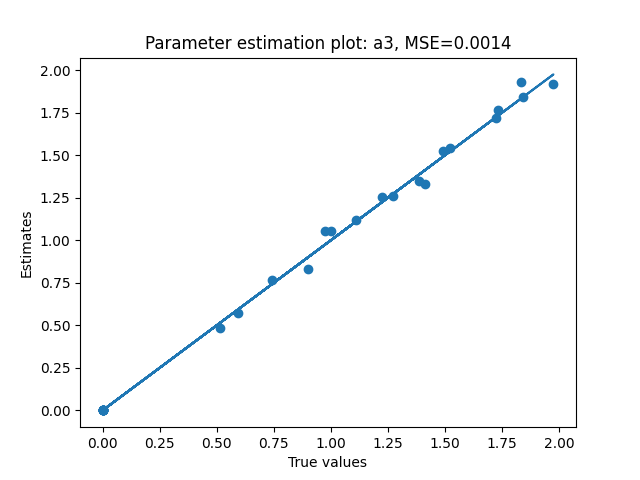 Parameter estimation plot: a3, MSE=0.0014
2.00
1.75
1.50
1.25
1.00
0.75
0.50
0.25
0.00
Estimates
0.00 0.25 0.50 0.75 1.00 1.25 1.50 1.75 2.00
True values